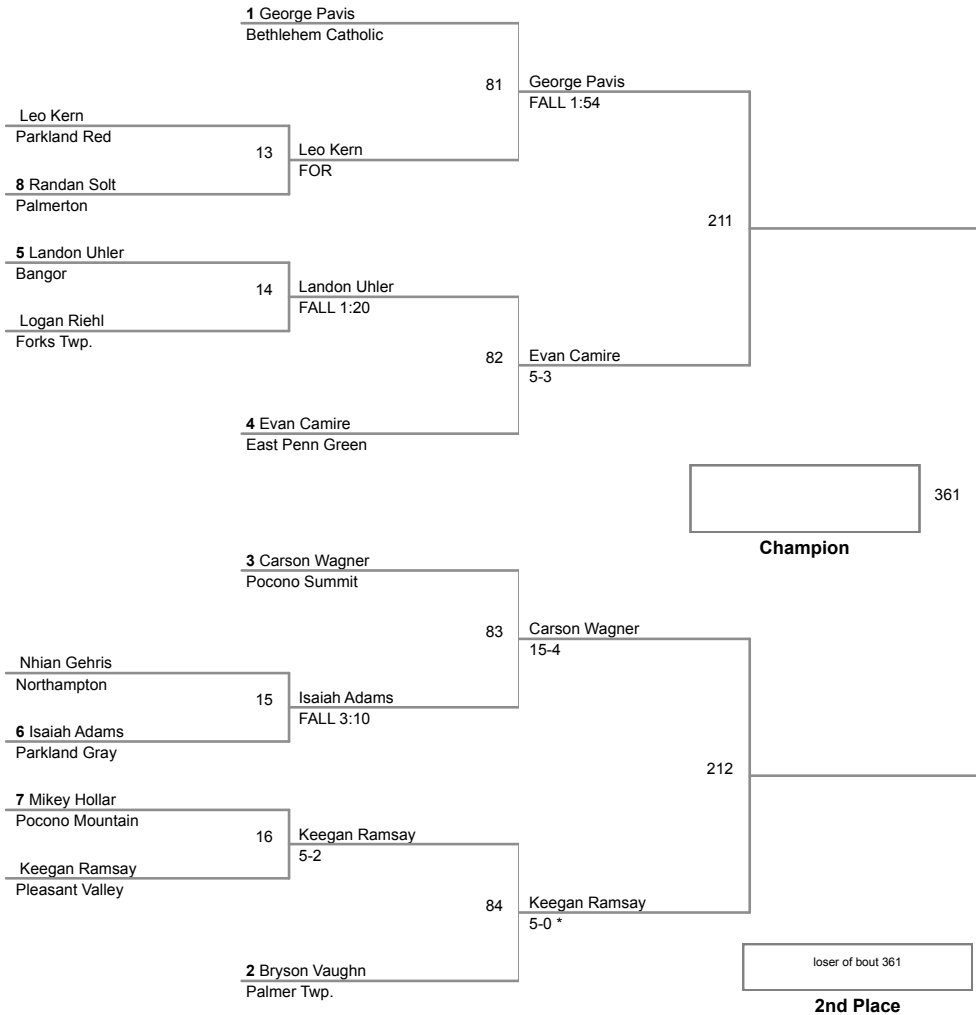 1 George Pavis
Bethlehem Catholic
81
George Pavis
FALL 1:54
Leo Kern
Parkland Red
13
Leo Kern
FOR
8 Randan Solt
Palmerton
211
5 Landon Uhler
Bangor
14
Landon Uhler
FALL 1:20
Logan Riehl
Forks Twp.
82
Evan Camire
5-3
4 Evan Camire
East Penn Green
361
Champion
3 Carson Wagner
Pocono Summit
83
Carson Wagner
15-4
Nhian Gehris
Northampton
15
Isaiah Adams
FALL 3:10
6 Isaiah Adams
Parkland Gray
212
7 Mikey Hollar
Pocono Mountain
16
Keegan Ramsay
5-2
Keegan Ramsay
Pleasant Valley
84
Keegan Ramsay
5-0 *
2 Bryson Vaughn
Palmer Twp.
loser of bout 361
2nd Place